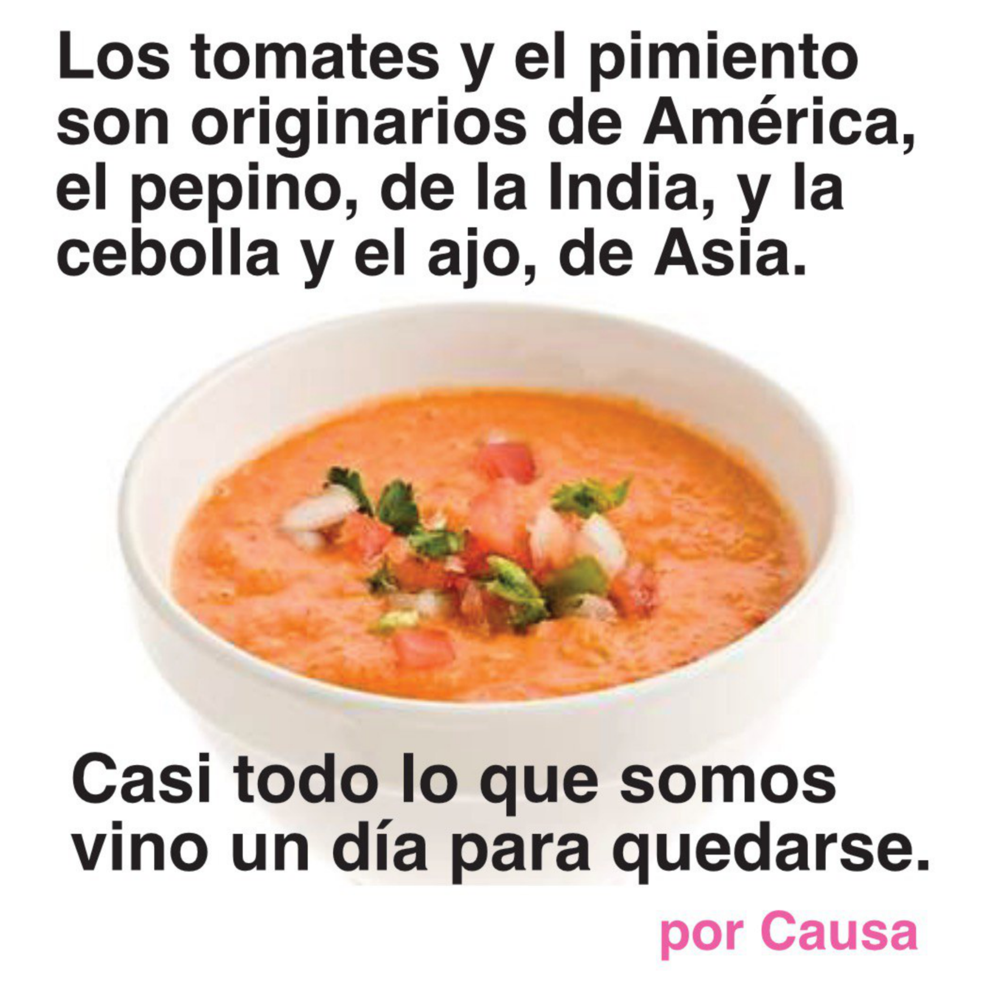 Los tomates y el pimiento
son originarios de América,
el pepino, de la India, y la
cebolla y el ajo, de Asia.
Casi todo lo que somos
vino un día para quedarse.
por Causa